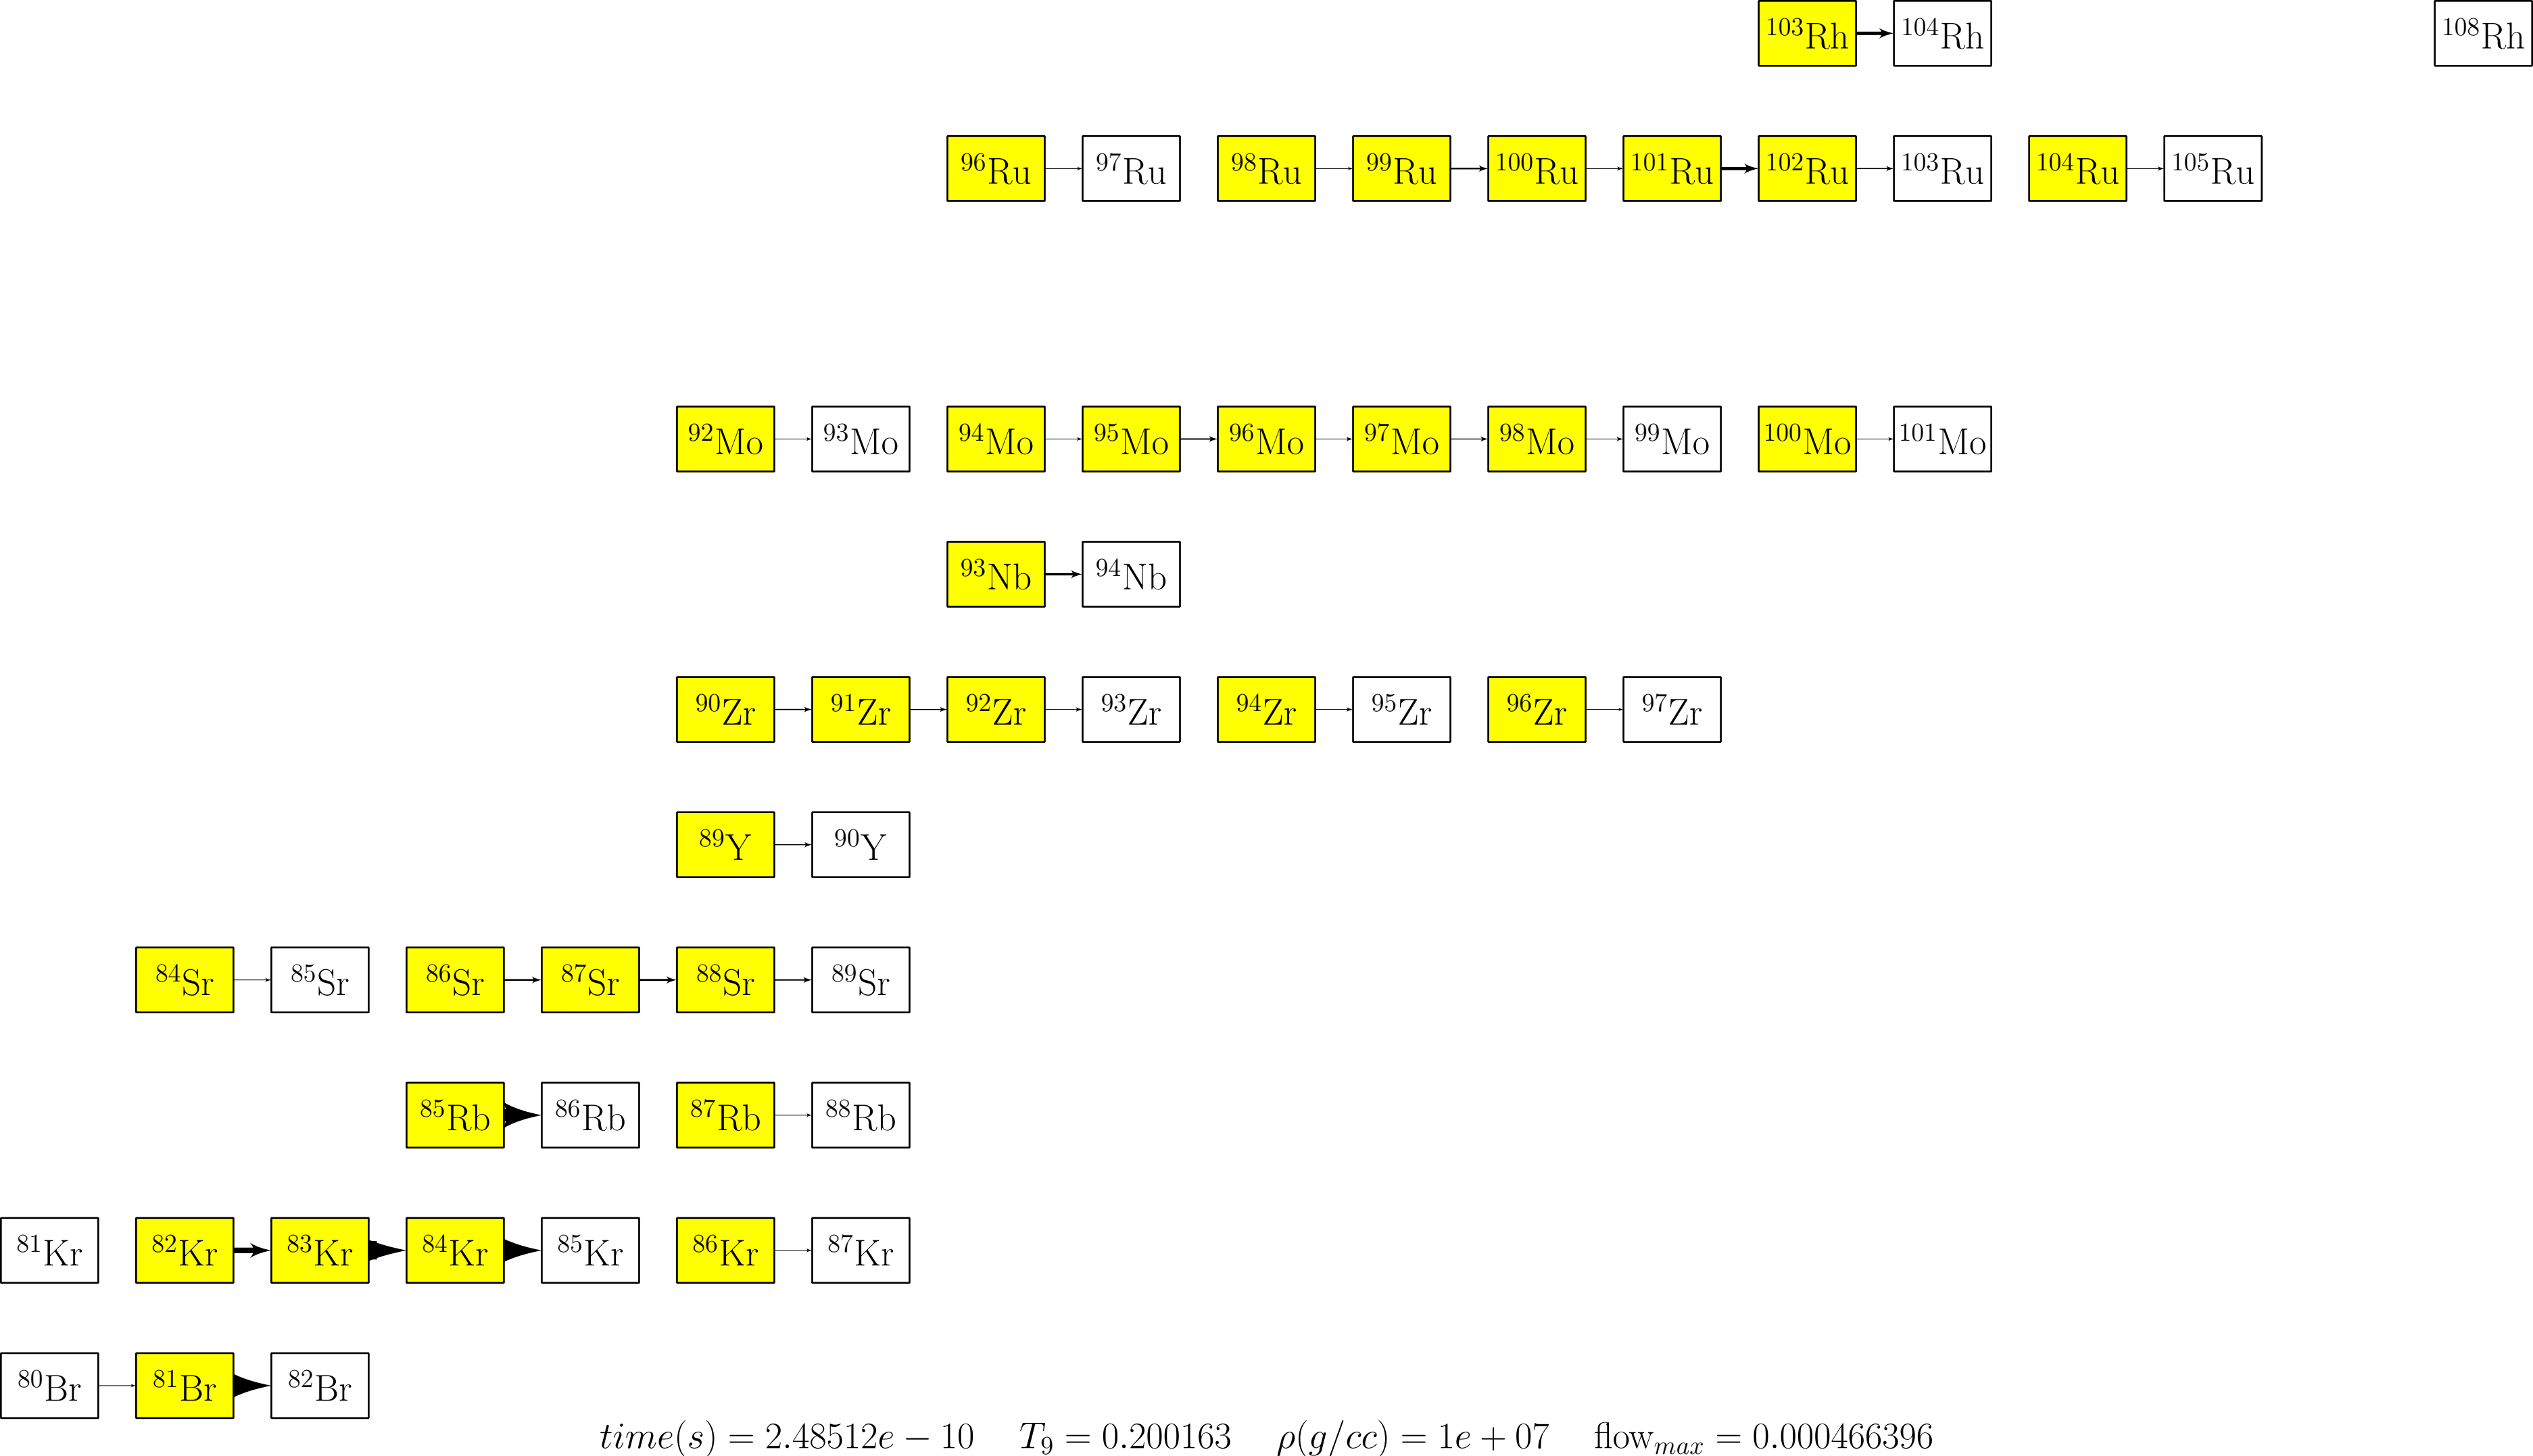 ¹⁰³Rh ¹⁰⁴Rh ¹⁰⁸Rh
⁹⁶Ru ⁹⁷Ru ⁹⁸Ru ⁹⁹Ru ¹⁰⁰Ru ¹⁰¹Ru ¹⁰²Ru ¹⁰³Ru ¹⁰⁴Ru ¹⁰⁵Ru
⁹²Mo ⁹³Mo ⁹⁴Mo ⁹⁵Mo ⁹⁶Mo ⁹⁷Mo ⁹⁸Mo ⁹⁹Mo ¹⁰⁰Mo ¹⁰¹Mo
⁹³Nb ⁹⁴Nb
⁹⁰Zr ⁹¹Zr ⁹²Zr ⁹³Zr ⁹⁴Zr ⁹⁵Zr ⁹⁶Zr ⁹⁷Zr
⁸⁹Y ⁹⁰Y
⁸⁴Sr ⁸⁵Sr ⁸⁶Sr ⁸⁷Sr ⁸⁸Sr ⁸⁹Sr
⁸⁵Rb ⁸⁶Rb ⁸⁷Rb ⁸⁸Rb
⁸¹Kr ⁸²Kr ⁸³Kr ⁸⁴Kr ⁸⁵Kr ⁸⁶Kr ⁸⁷Kr
⁸⁰Br ⁸¹Br ⁸²Br
time(s) = 2.48512e − 10 T₉ = 0.200163 ρ(g/cc) = 1e + 07 flowₘₐₓ = 0.000466396